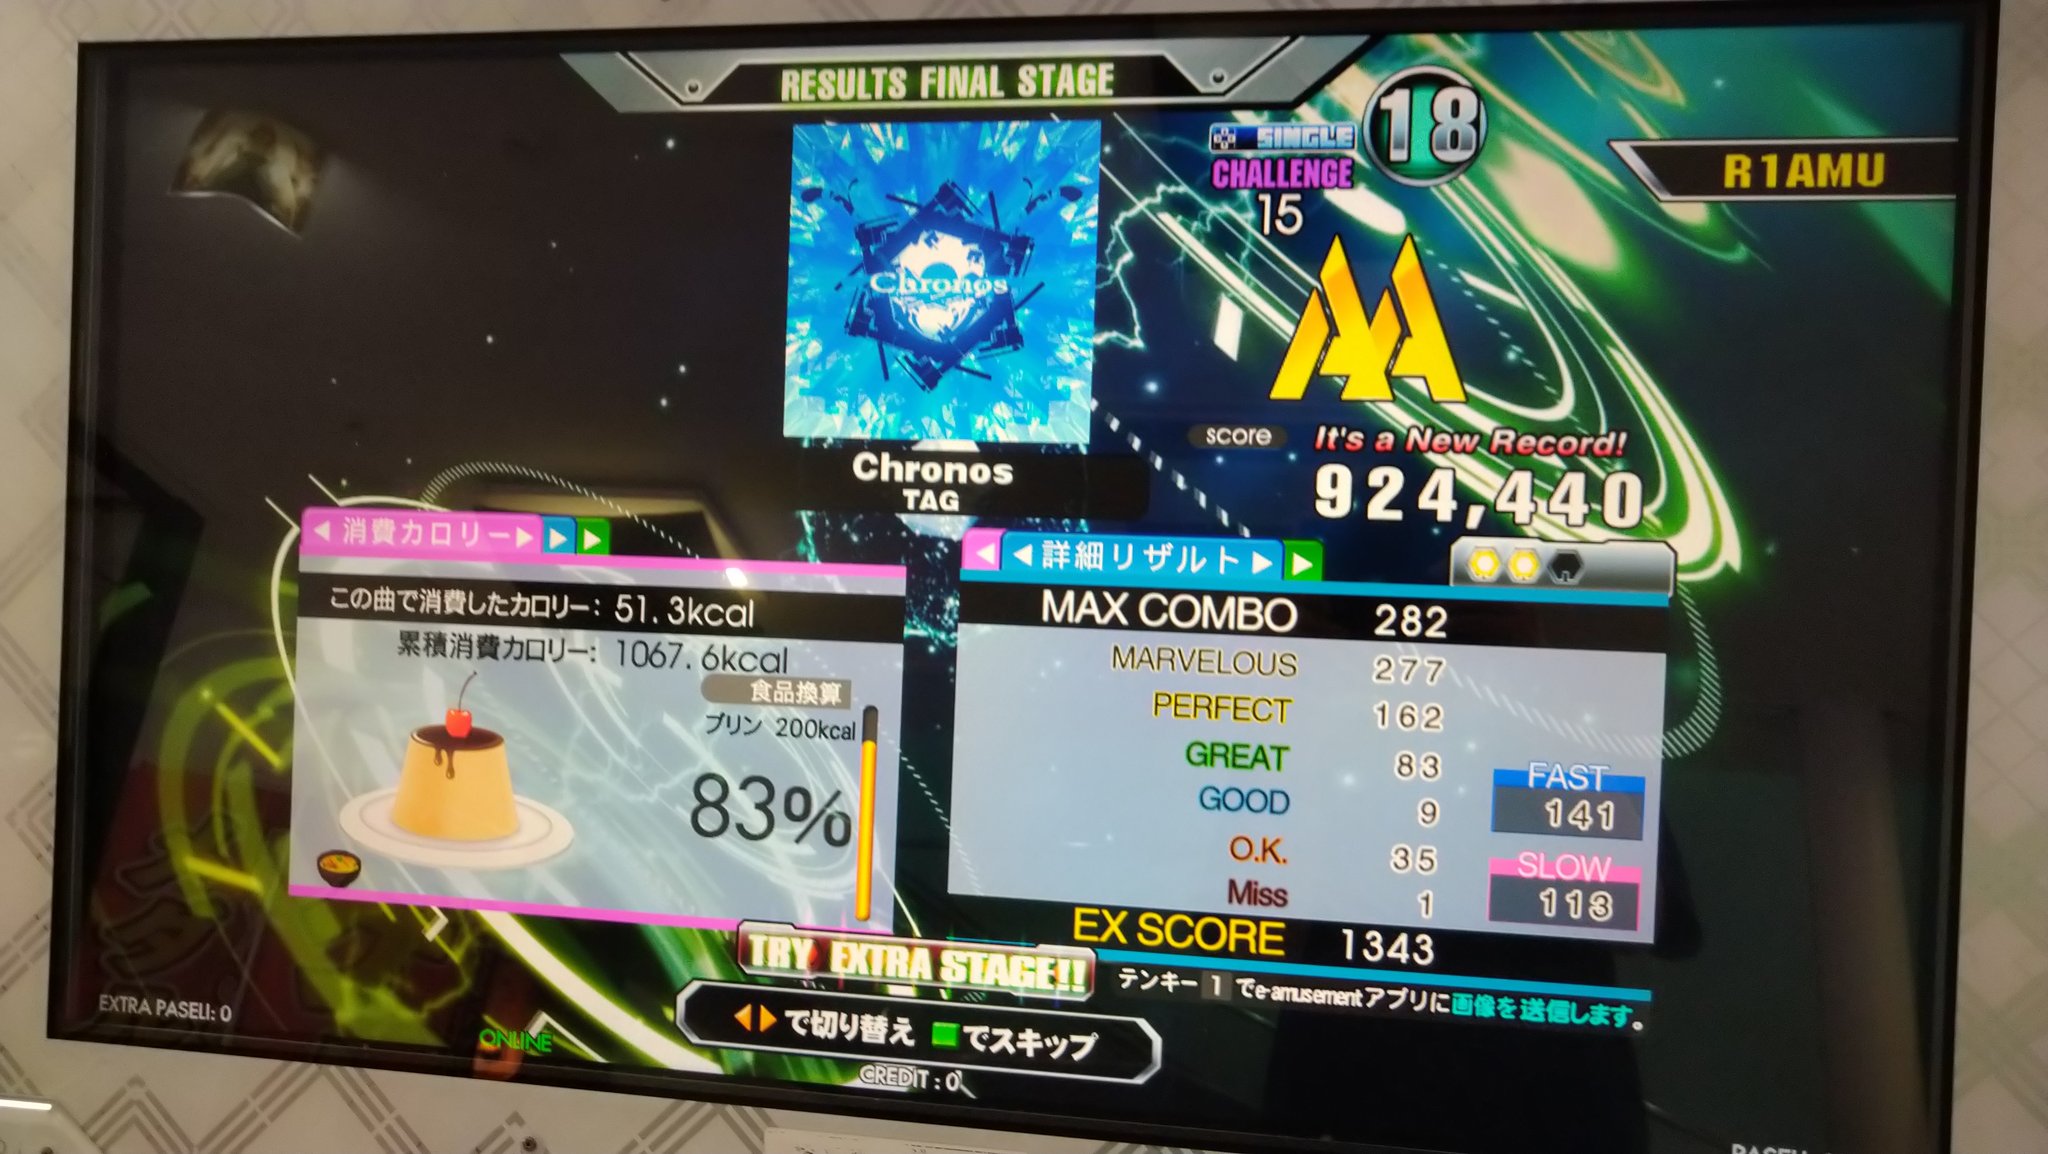 RESULTS FINAL STAGE
SINGLE
CHALLENGE
15
18
R1AMU
AA
Chronos
Chronos
TAG
score
It's a New Record!
924,440
消費カロリー
この曲で消費したカロリー: 51.3kcal
累積消費カロリー: 1067.6kcal
食品換算
プリン 200kcal
83%
詳細リザルト
MAX COMBO 282
MARVELOUS 277
PERFECT 162
GREAT 83
GOOD 9
O.K. 35
Miss 1
FAST
141
SLOW
113
EX SCORE 1343
TRY EXTRA STAGE!!
テンキー 1 でe-amusementアプリに画像を送信します。
で切り替え でスキップ
EXTRA PASELI: 0
ONLINE
CREDIT : 0
PASELI